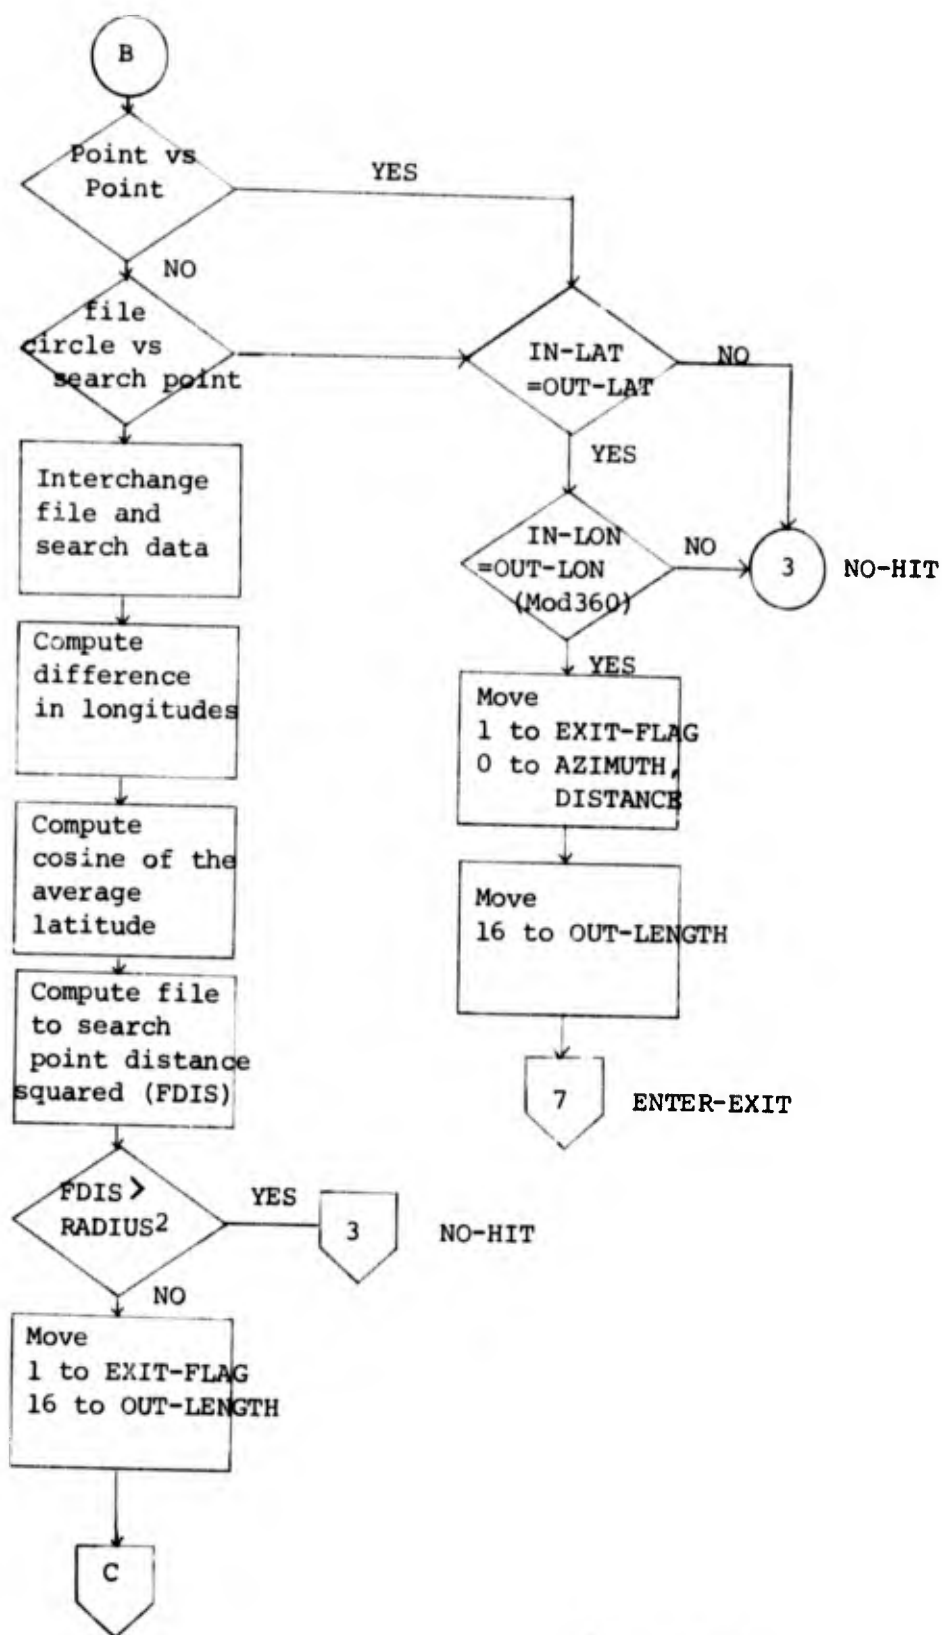 B
Point vs
Point
YES
NO
file
circle vs
search point
IN-LAT
=OUT-LAT
NO
YES
Interchange
file and
search data
IN-LON
=OUT-LON
(Mod360)
NO
3
NO-HIT
YES
Compute
difference
in longitudes
Move
1 to EXIT-FLAG
0 to AZIMUTH,
DISTANCE
Compute
cosine of the
average
latitude
Move
16 to OUT-LENGTH
Compute file
to search
point distance
squared (FDIS)
7
ENTER-EXIT
FDIS >
RADIUS2
YES
3
NO-HIT
NO
Move
1 to EXIT-FLAG
16 to OUT-LENGTH
C